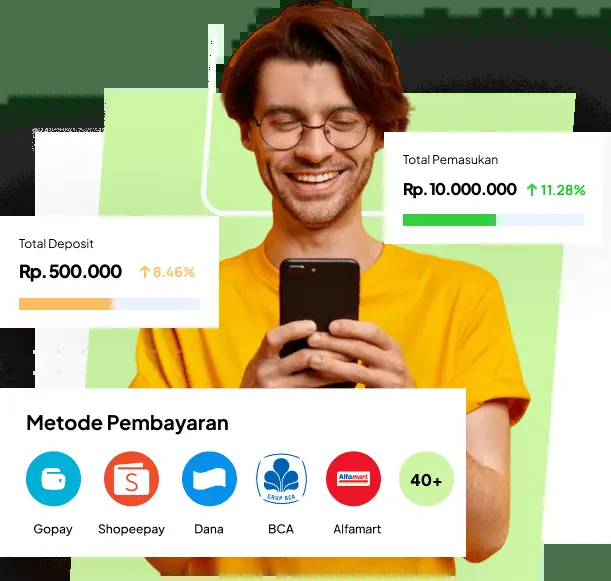 Total Pemasukan
Rp. 10.000.000 ↑ 11.28%
Total Deposit
Rp. 500.000 ↑ 8.46%
Metode Pembayaran
S
GRUP BCA
Alfamart
40+
Gopay Shopeepay Dana BCA Alfamart